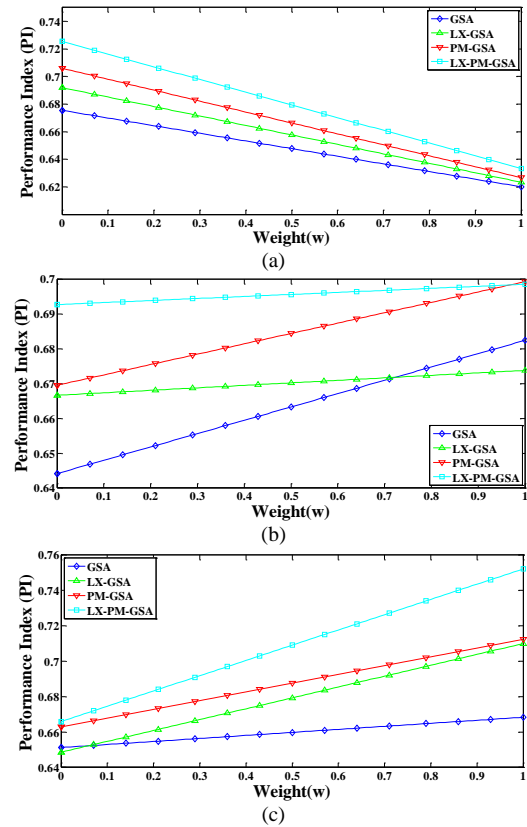 GSA
LX-GSA
PM-GSA
LX-PM-GSA
Performance Index (PI)
0.74
0.72
0.7
0.68
0.66
0.64
0.62
0 0.1 0.2 0.3 0.4 0.5 0.6 0.7 0.8 0.9 1
Weight(w)
(a)
Performance Index (PI)
0.7
0.69
0.68
0.67
0.66
0.65
0.64
GSA
LX-GSA
PM-GSA
LX-PM-GSA
0 0.1 0.2 0.3 0.4 0.5 0.6 0.7 0.8 0.9 1
Weight(w)
(b)
Performance Index (PI)
0.76
0.74
0.72
0.7
0.68
0.66
0.64
GSA
LX-GSA
PM-GSA
LX-PM-GSA
0 0.1 0.2 0.3 0.4 0.5 0.6 0.7 0.8 0.9 1
Weight(w)
(c)